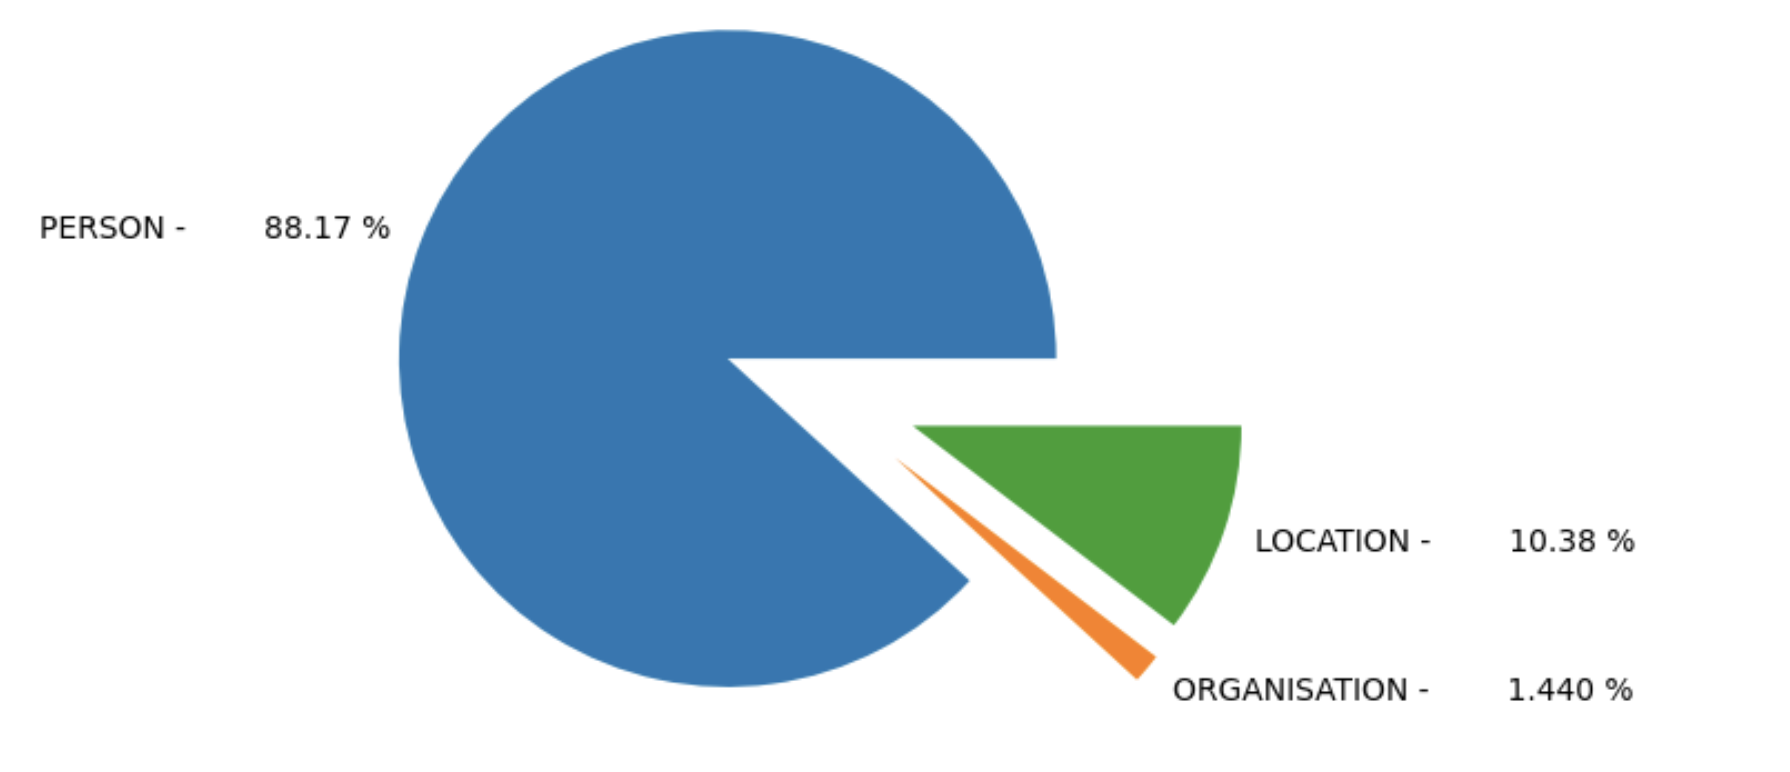 PERSON - 88.17 %
LOCATION - 10.38 %
ORGANISATION - 1.440 %